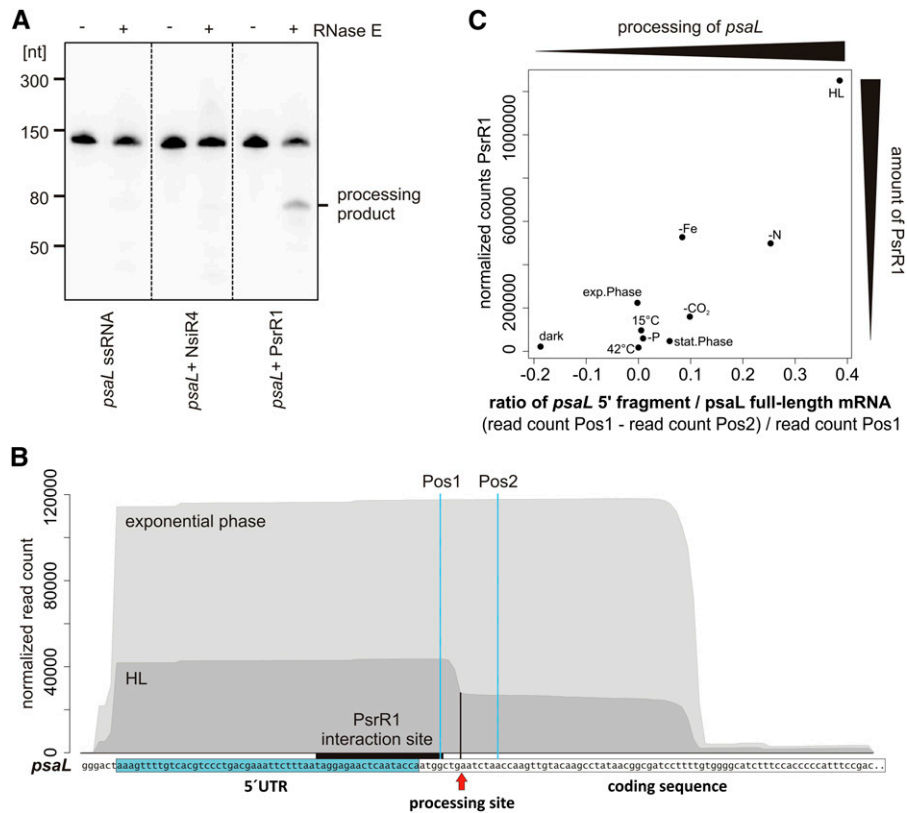 A
- + - + - + RNase E
[nt]
300
150
80
50
processing
product
psaL ssRNA
psaL+ NsiR4
psaL+ PsrR1
C
processing of psaL
amount of PsrR1
normalized counts PsrR1
1000000
600000
200000
0
HL
-Fe
-N
exp.Phase
-CO₂
15°C
-P
stat.Phase
42°C
dark
-0.2 -0.1 0.0 0.1 0.2 0.3 0.4
ratio of psaL 5' fragment / psaL full-length mRNA
(read count Pos1 - read count Pos2) / read count Pos1
B
Pos1 Pos2
normalized read count
120000
80000
40000
0
exponential phase
HL
PsrR1
interaction site
psaL
gggactaaagttttgtcacgtccctgacgaaattctttaataggagaactcaataccaatggctgaatctaaccaagttgtacaagcctataacggcgatccttttgtggggcatctttccacccccatttccgac..
5´UTR
processing site
coding sequence